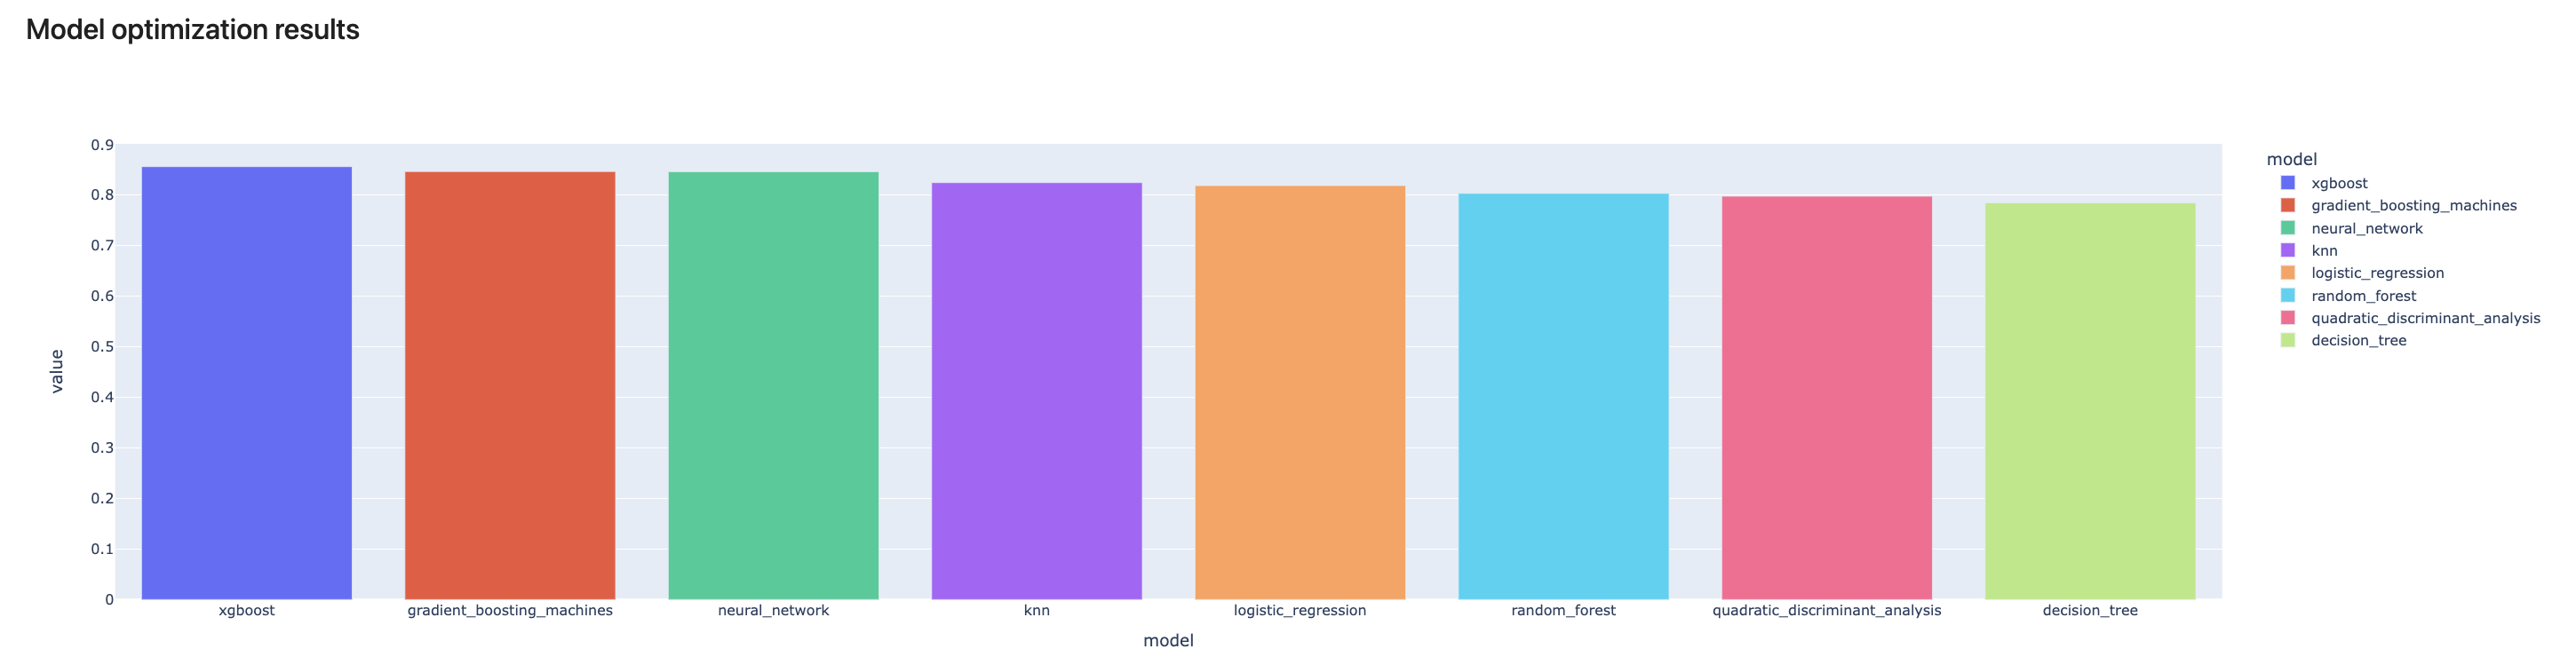 Model optimization results
0.9
0.8
0.7
0.6
0.5
0.4
0.3
0.2
0.1
0
value
xgboost
gradient_boosting_machines
neural_network
knn
logistic_regression
random_forest
quadratic_discriminant_analysis
decision_tree
model
model
xgboost
gradient_boosting_machines
neural_network
knn
logistic_regression
random_forest
quadratic_discriminant_analysis
decision_tree